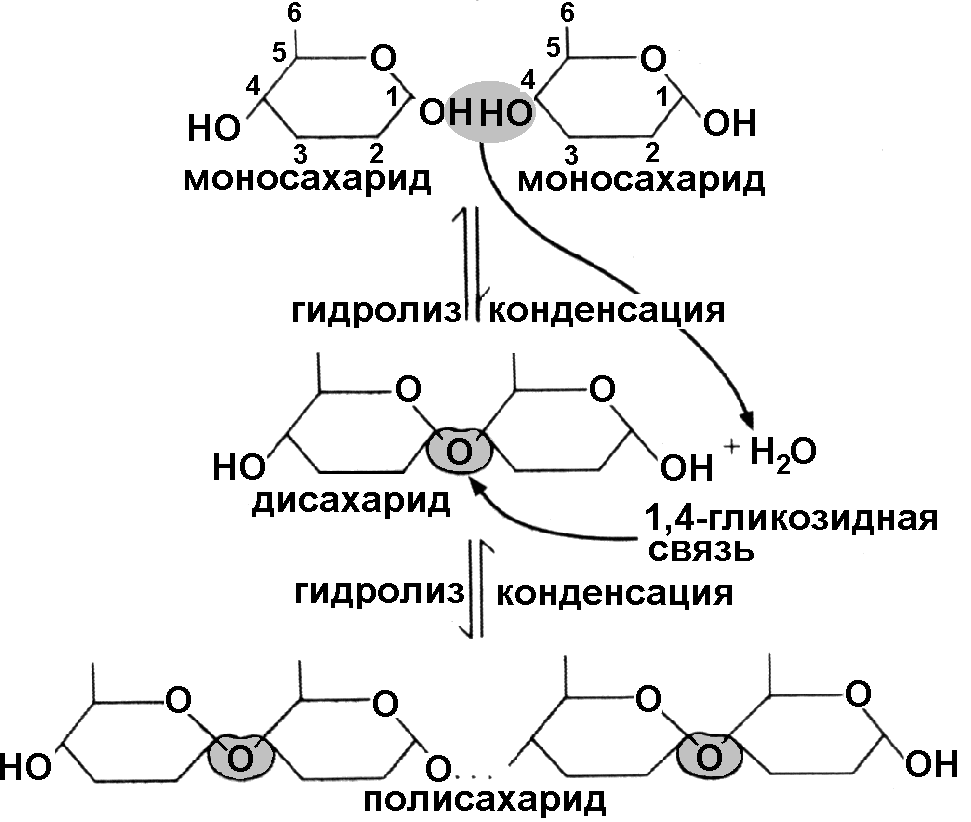 6 6
5 O 5 O
4 1 4 1
HO OH HO OH
3 2 3 2
моносахарид моносахарид
гидролиз конденсация
O O
HO O OH + H₂O
дисахарид
1,4-гликозидная
связь
гидролиз конденсация
O O O O
HO O O... O OH
полисахарид